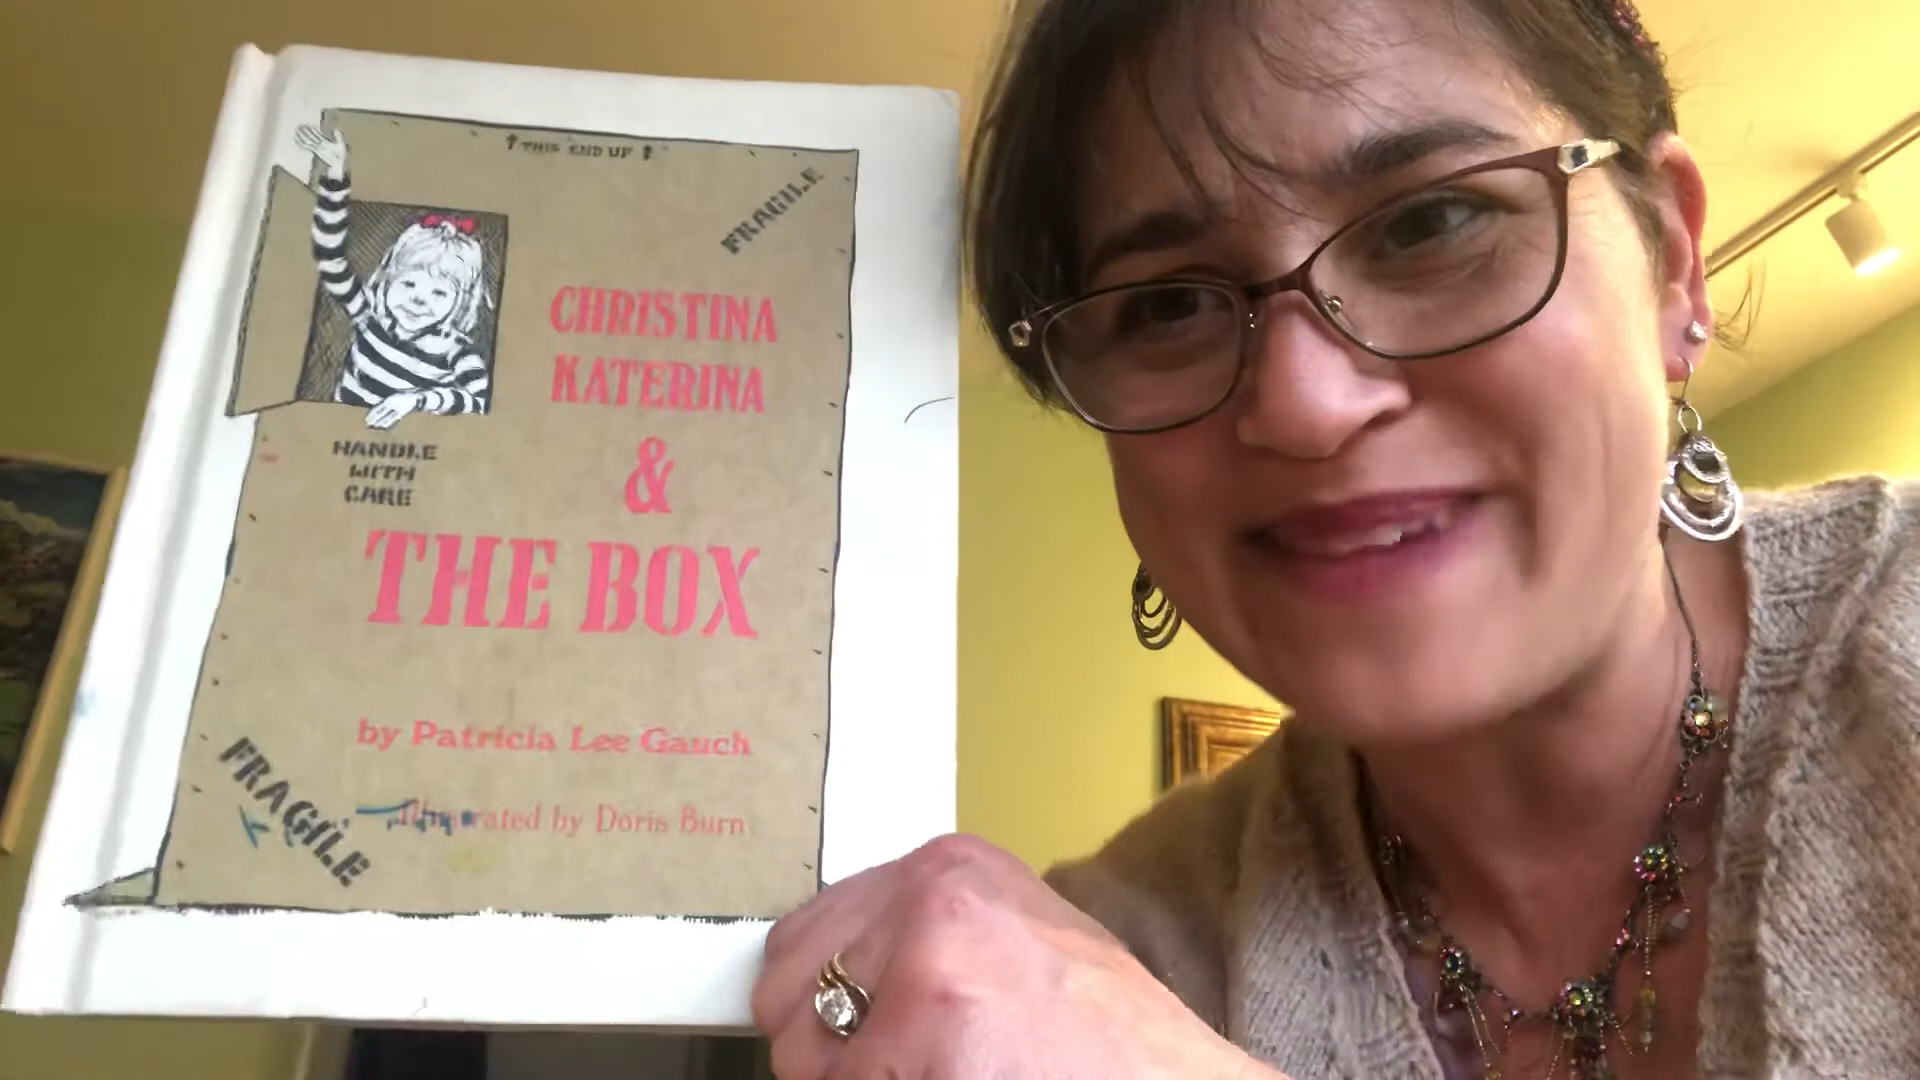 ↑ THIS END UP ↑
FRAGILE
CHRISTINA
KATERINA
&
THE BOX
HANDLE
WITH
CARE
by Patricia Lee Gauch
Illustrated by Doris Burn
FRAGILE